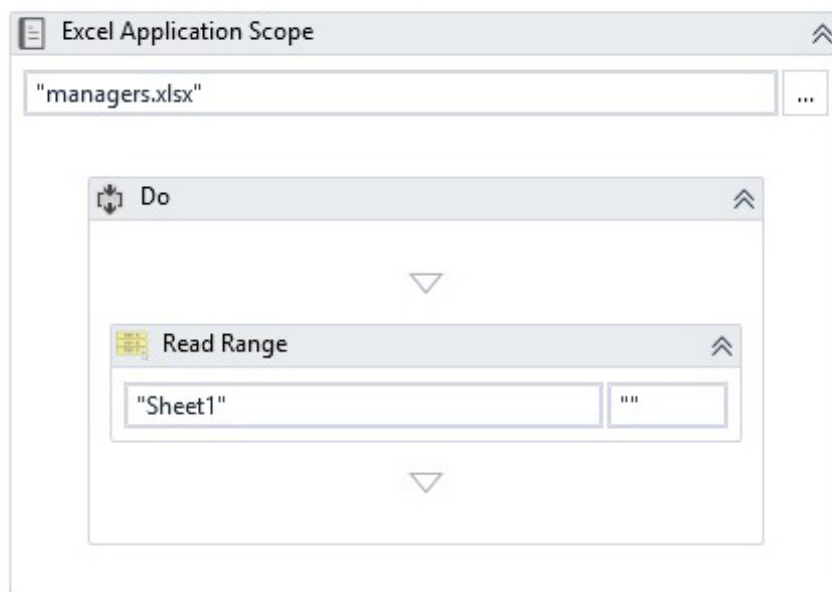 Excel Application Scope
"managers.xlsx"
...
Do
Read Range
"Sheet1" ""